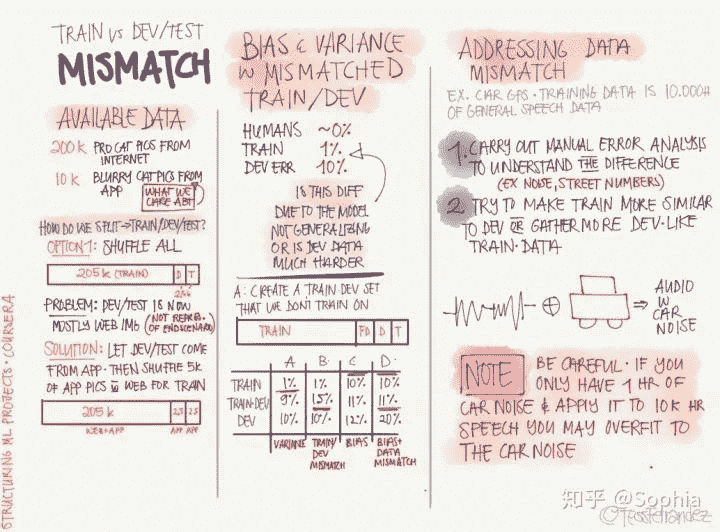 TRAIN vs DEV/TEST
MISMATCH
AVAILABLE DATA
200k PRO CAT PICS FROM
INTERNET
10k BLURRY CAT PICS FROM
APP
WHAT WE
CARE ABT
HOW DO WE SPLIT → TRAIN/DEV/TEST?
OPTION 1: SHUFFLE ALL
205k (TRAIN) D T
PROBLEM: DEV/TEST IS NOW
MOSTLY WEB IMG (NOT REPR.
OF END SCENARIO)
SOLUTION: LET DEV/TEST COME
FROM APP. THEN SHUFFLE 5K
OF APP PICS W WEB FOR TRAIN
205k 2.5 2.5
WEB+APP APP APP
BIAS & VARIANCE
W MISMATCHED
TRAIN/DEV
HUMANS ~0%
TRAIN 1%
DEV ERR 10%
IS THIS DIFF
DUE TO THE MODEL
NOT GENERALIZING
OR IS DEV DATA
MUCH HARDER
A: CREATE A TRAIN-DEV SET
THAT WE DON'T TRAIN ON
TRAIN D T
A B C D
TRAIN 1% 1% 10% 10%
TRAIN-DEV 9% 1.5% 11% 11%
DEV 10% 10% 12% 20%
VARIANCE TRAIN/DEV MISMATCH BIAS BIAS+DATA MISMATCH
ADDRESSING DATA
MISMATCH
EX. CAR GPS · TRAINING DATA IS 10.000H
OF GENERAL SPEECH DATA
1. CARRY OUT MANUAL ERROR ANALYSIS
TO UNDERSTAND THE DIFFERENCE
(EX NOISE, STREET NUMBERS)
2 TRY TO MAKE TRAIN MORE SIMILAR
TO DEV OR GATHER MORE DEV-LIKE
TRAIN·DATA
⊕ ⇒ AUDIO
W CAR
NOISE
NOTE
BE CAREFUL · IF YOU
ONLY HAVE 1 HR OF
CAR NOISE & APPLY IT TO 10K HR
SPEECH YOU MAY OVERFIT TO
THE CAR NOISE
STRUCTURING ML PROJECTS · COURSERA
知乎 @Sophia
@TessFerrandez